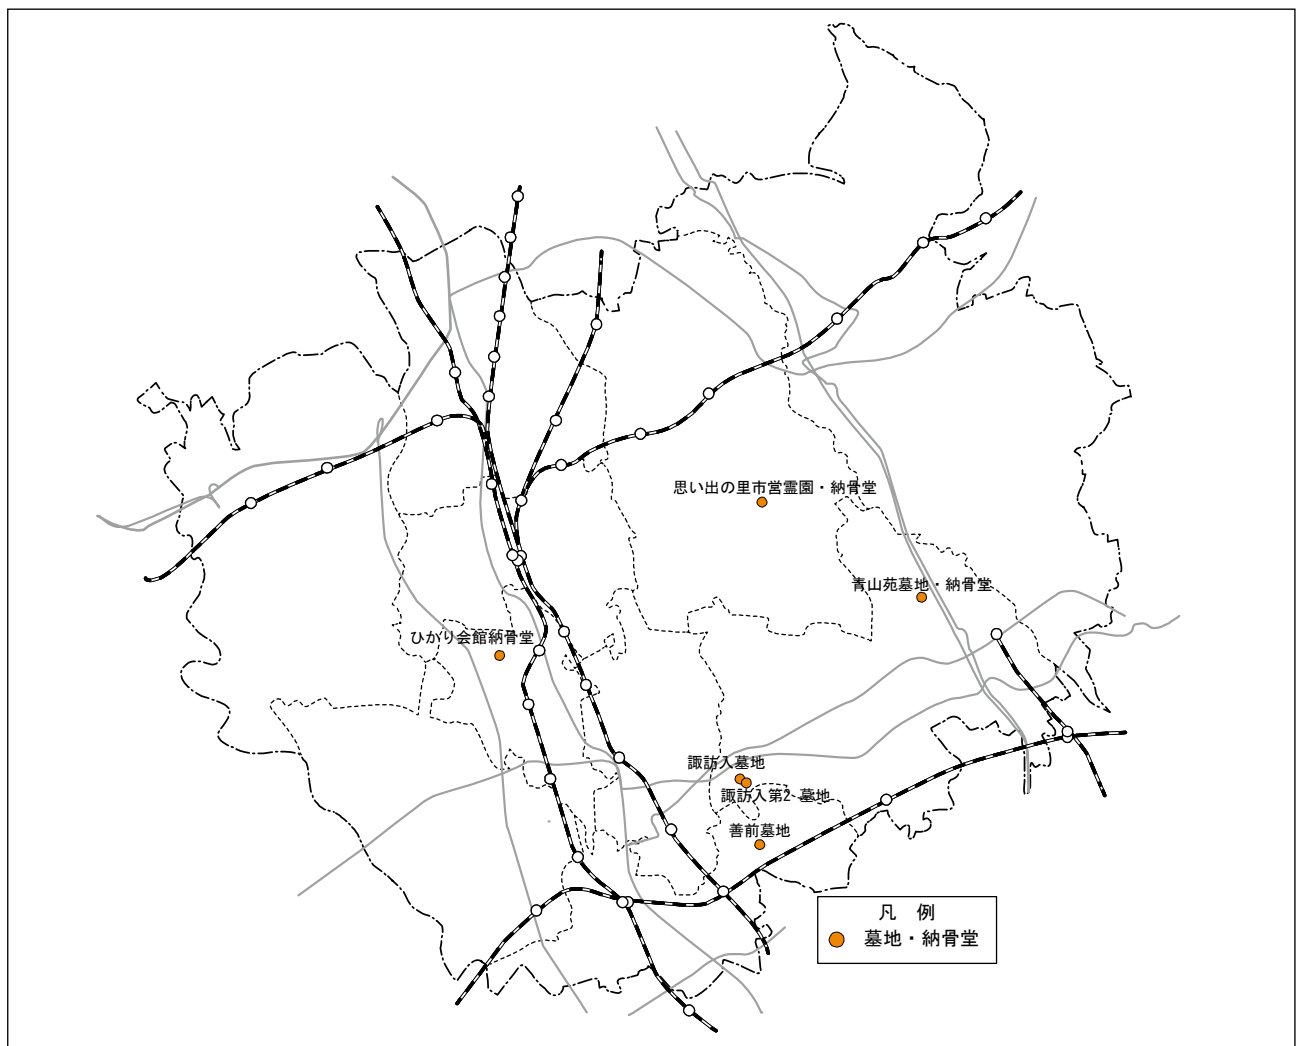 思い出の里市営霊園・納骨堂
青山苑墓地・納骨堂
ひかり会館納骨堂
諏訪入墓地
諏訪入第2 墓地
善前墓地
凡 例
墓地・納骨堂